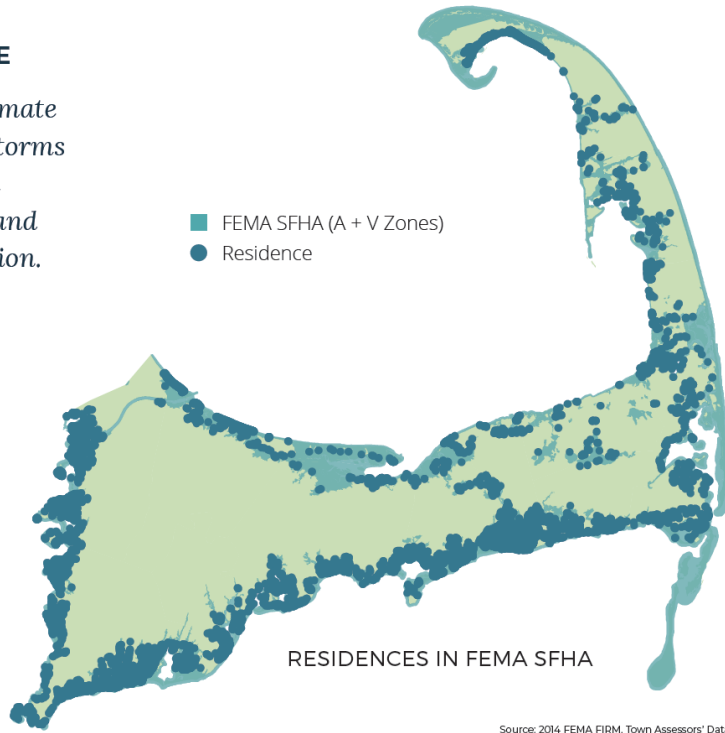 E
mate
torms
and
ion.
FEMA SFHA (A + V Zones)
Residence
RESIDENCES IN FEMA SFHA
Source: 2014 FEMA FIRM, Town Assessors' Dat